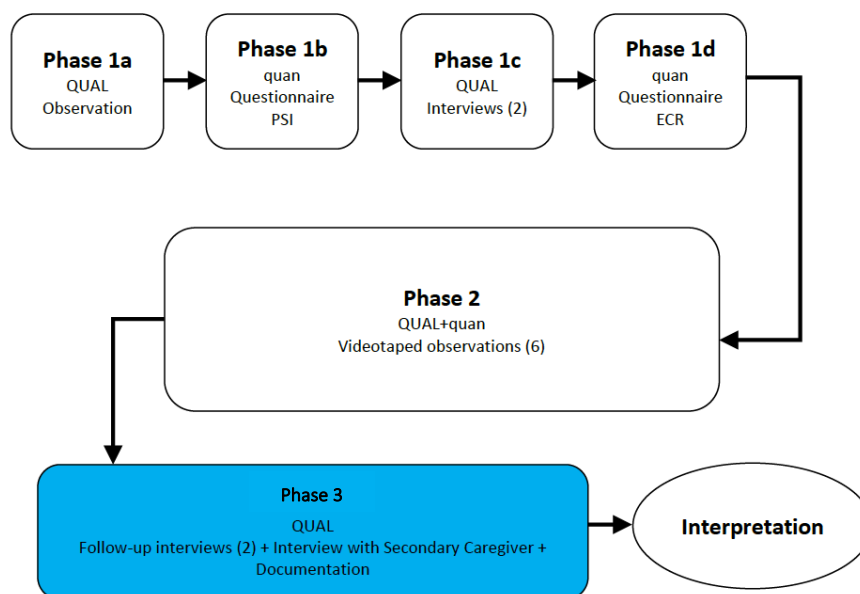 Phase 1a
QUAL
Observation
Phase 1b
quan
Questionnaire
PSI
Phase 1c
QUAL
Interviews (2)
Phase 1d
quan
Questionnaire
ECR
Phase 2
QUAL+quan
Videotaped observations (6)
Phase 3
QUAL
Follow-up interviews (2) + Interview with Secondary Caregiver +
Documentation
Interpretation